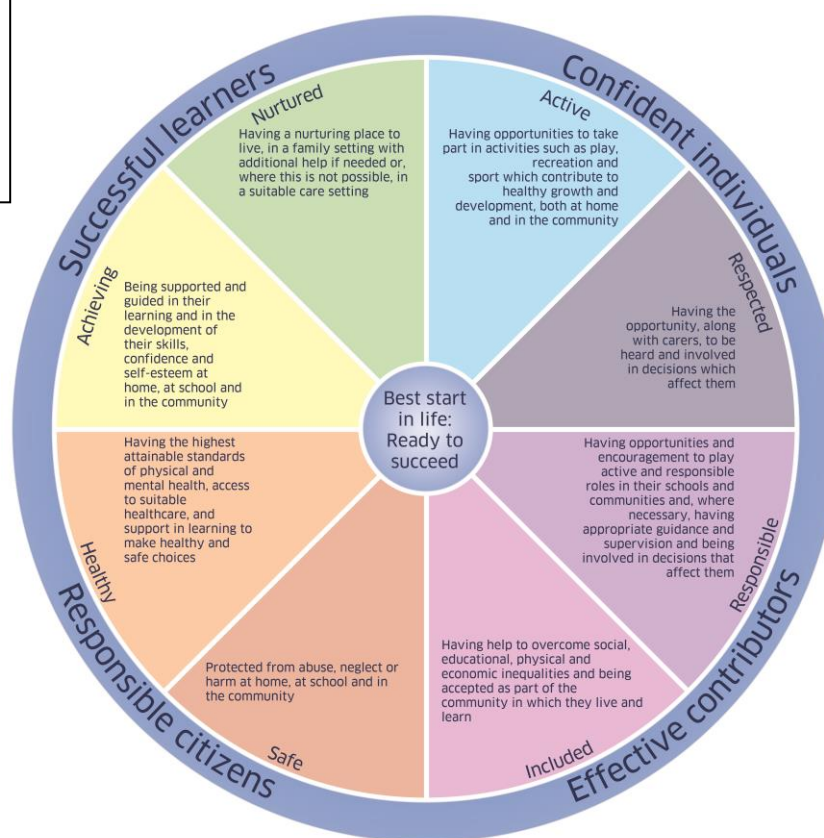 Successful learners
Confident individuals
Nurtured
Having a nurturing place to
live, in a family setting with
additional help if needed or,
where this is not possible, in
a suitable care setting
Active
Having opportunities to take
part in activities such as play,
recreation and
sport which contribute to
healthy growth and
development, both at home
and in the community
Achieving
Being supported and
guided in their
learning and in the
development of
their skills,
confidence and
self-esteem at
home, at school and
in the community
Respected
Having the
opportunity, along
with carers, to be
heard and involved
in decisions which
affect them
Best start
in life:
Ready to
succeed
Healthy
Having the highest
attainable standards
of physical and
mental health, access
to suitable
healthcare, and
support in learning to
make healthy and
safe choices
Responsible
Having opportunities and
encouragement to play
active and responsible
roles in their schools and
communities and, where
necessary, having
appropriate guidance and
supervision and being
involved in decisions that
affect them
Safe
Protected from abuse, neglect or
harm at home, at school and in
the community
Included
Having help to overcome social,
educational, physical and
economic inequalities and being
accepted as part of the
community in which they live and
learn
Responsible citizens
Effective contributors